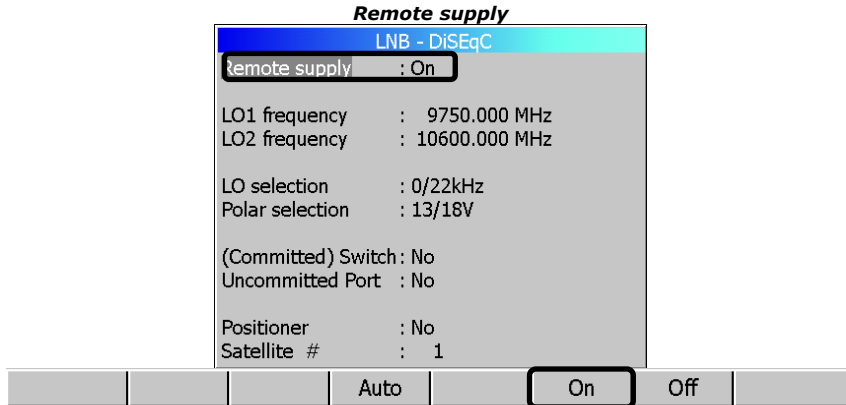 Remote supply
LNB - DiSEqC
Remote supply : On
LO1 frequency : 9750.000 MHz
LO2 frequency : 10600.000 MHz
LO selection : 0/22kHz
Polar selection : 13/18V
(Committed) Switch : No
Uncommitted Port : No
Positioner : No
Satellite # : 1
Auto On Off